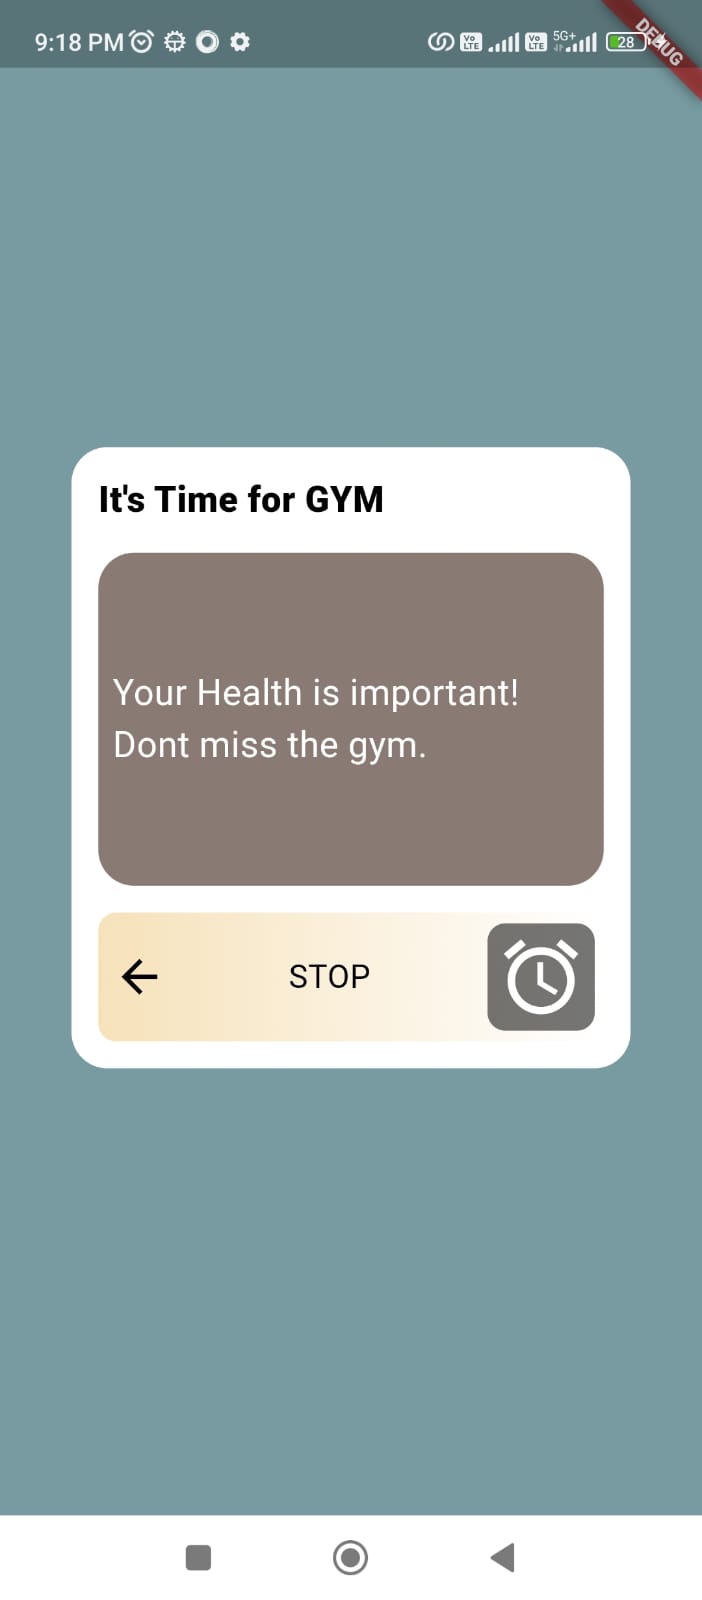 9:18 PM
Vo LTE Vo LTE 5G+ 28
DEBUG
It's Time for GYM
Your Health is important!
Dont miss the gym.
STOP